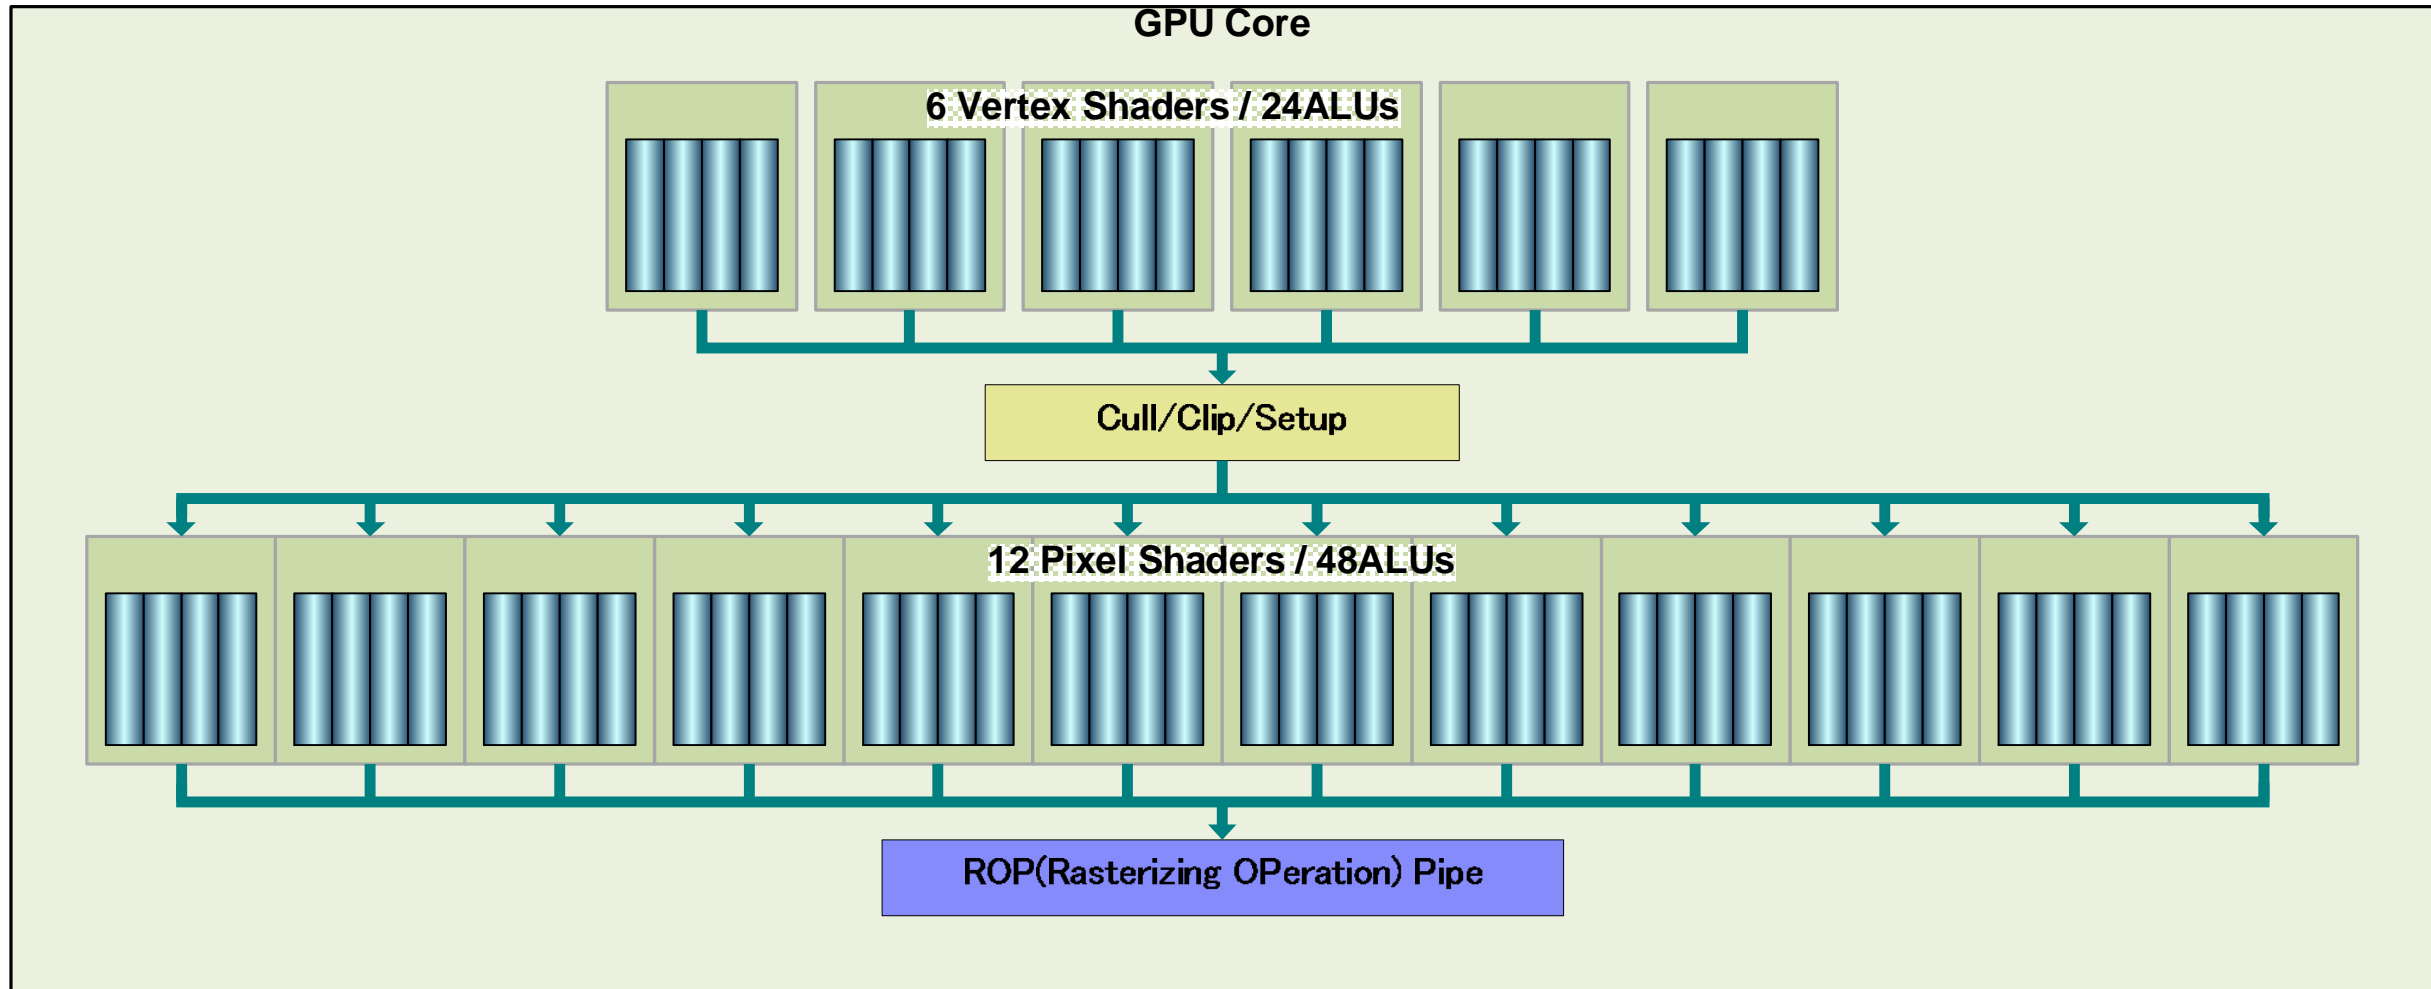 GPU Core
6 Vertex Shaders / 24ALUs
Cull/Clip/Setup
12 Pixel Shaders / 48ALUs
ROP(Rasterizing OPeration) Pipe